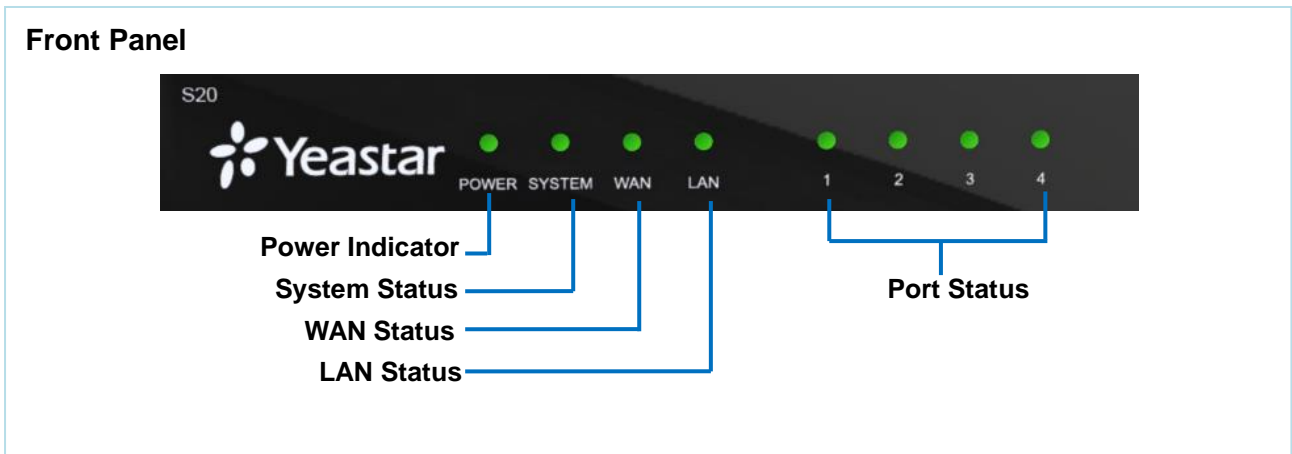 Front Panel
S20
Yeastar
POWER SYSTEM WAN LAN 1 2 3 4
Power Indicator
System Status
WAN Status
LAN Status
Port Status